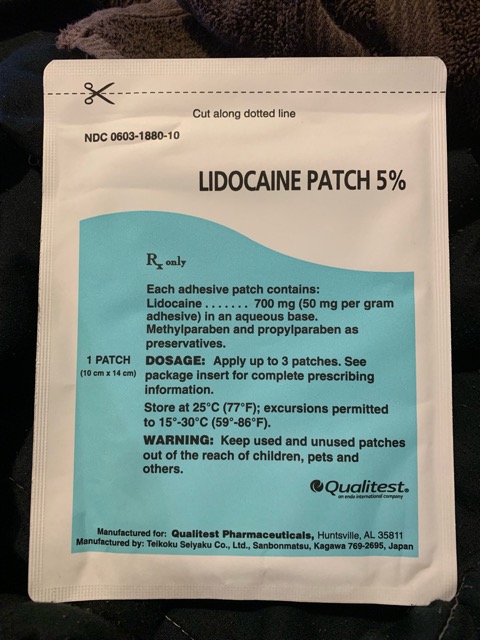 Cut along dotted line
NDC 0603-1880-10
LIDOCAINE PATCH 5%
Rx only
Each adhesive patch contains:
Lidocaine ....... 700 mg (50 mg per gram
adhesive) in an aqueous base.
Methylparaben and propylparaben as
preservatives.
1 PATCH
(10 cm x 14 cm)
DOSAGE: Apply up to 3 patches. See
package insert for complete prescribing
information.
Store at 25°C (77°F); excursions permitted
to 15°-30°C (59°-86°F).
WARNING: Keep used and unused patches
out of the reach of children, pets and
others.
Qualitest®
an endo international company
Manufactured for: Qualitest Pharmaceuticals, Huntsville, AL 35811
Manufactured by: Teikoku Seiyaku Co., Ltd., Sanbonmatsu, Kagawa 769-2695, Japan